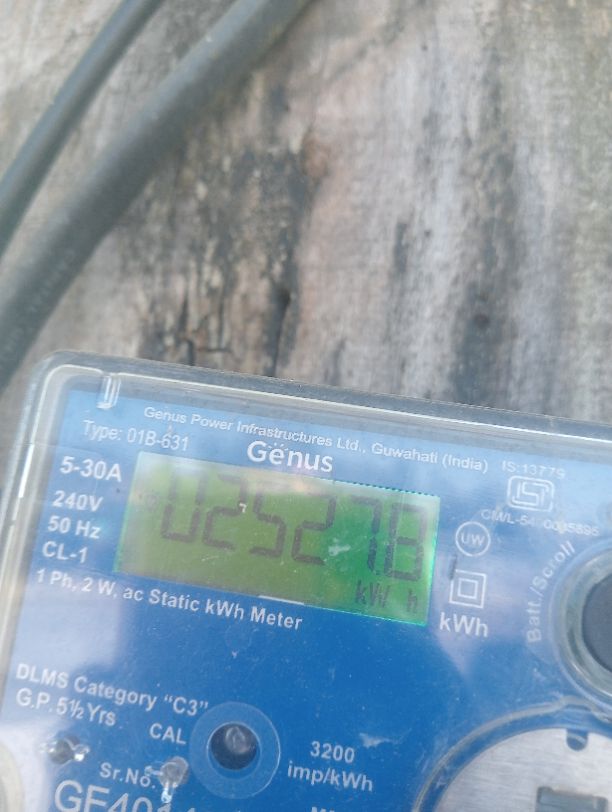 Genus Power Infrastructures Ltd., Guwahati (India)
Type: 01B-631
Genus
IS:13779
5-30A
240V
50 Hz
CL-1
kW h
UW
kWh
Batt./Scroll
1 Ph, 2 W, ac Static kWh Meter
DLMS Category "C3"
G.P. 5½ Yrs
CAL
3200
imp/kWh
Sr.No.